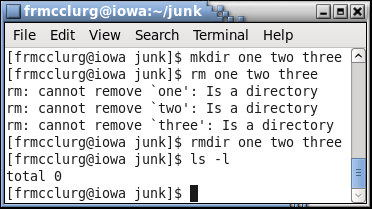 frmcclurg@iowa:~/junk
File Edit View Search Terminal Help
[frmcclurg@iowa junk]$ mkdir one two three
[frmcclurg@iowa junk]$ rm one two three
rm: cannot remove `one': Is a directory
rm: cannot remove `two': Is a directory
rm: cannot remove `three': Is a directory
[frmcclurg@iowa junk]$ rmdir one two three
[frmcclurg@iowa junk]$ ls -l
total 0
[frmcclurg@iowa junk]$